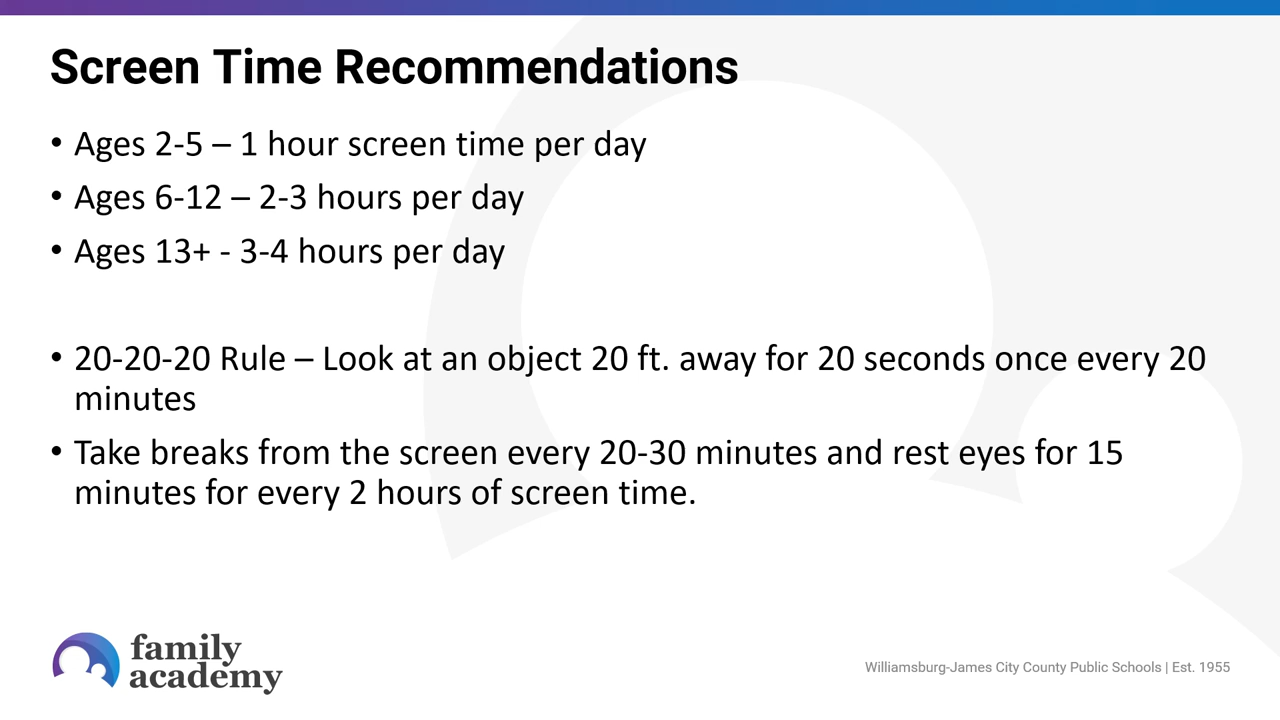 Screen Time Recommendations
• Ages 2-5 – 1 hour screen time per day
• Ages 6-12 – 2-3 hours per day
• Ages 13+ - 3-4 hours per day
• 20-20-20 Rule – Look at an object 20 ft. away for 20 seconds once every 20
minutes
• Take breaks from the screen every 20-30 minutes and rest eyes for 15
minutes for every 2 hours of screen time.
family
academy
Williamsburg-James City County Public Schools | Est. 1955